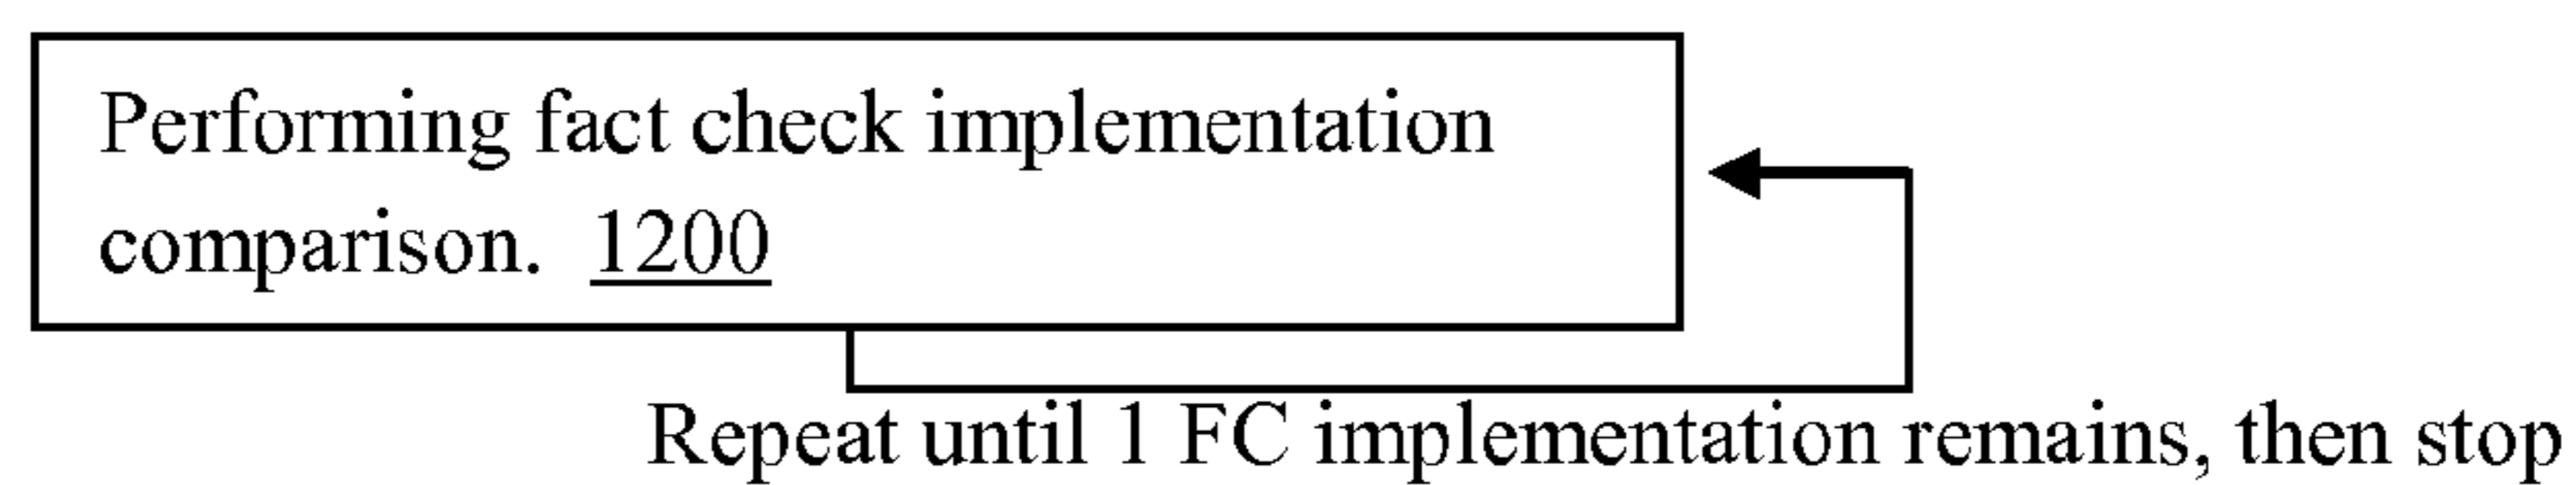 Performing fact check implementation
comparison. 1200
Repeat until 1 FC implementation remains, then stop